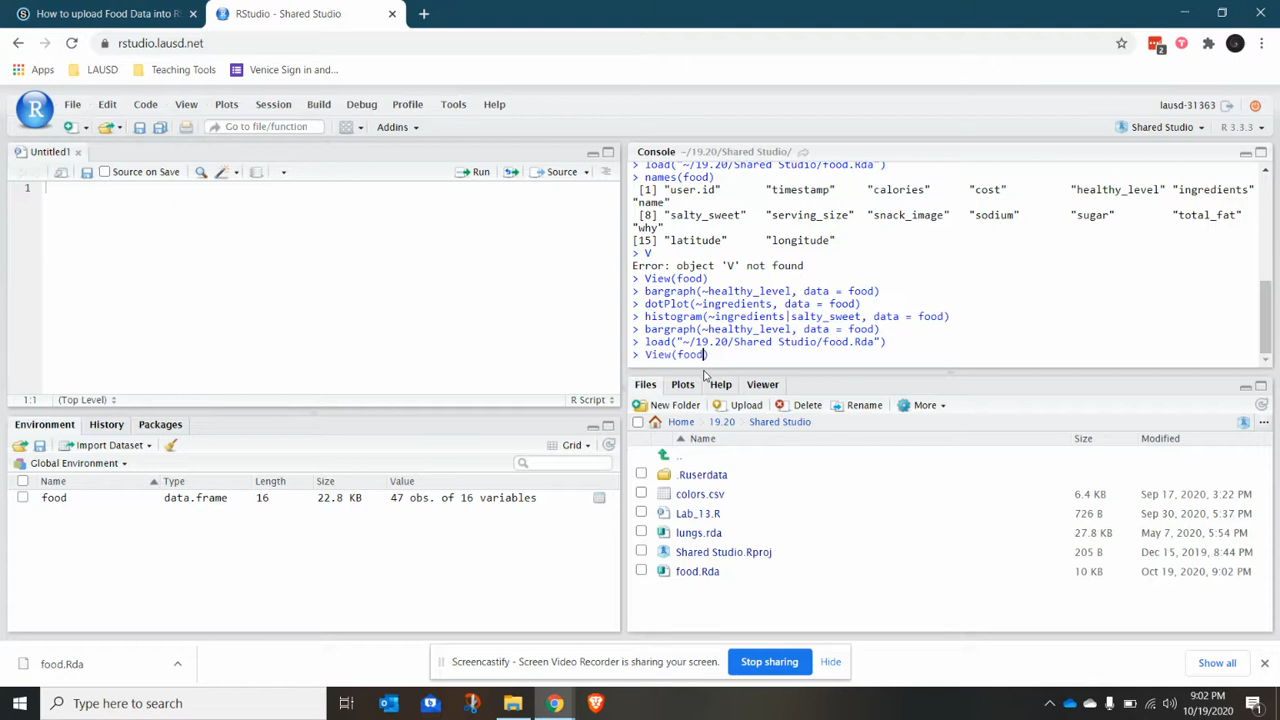 How to upload Food Data into RS
RStudio - Shared Studio
rstudio.lausd.net
2
Apps LAUSD Teaching Tools Venice Sign in and...
R File Edit Code View Plots Session Build Debug Profile Tools Help lausd-31363
Go to file/function Addins Shared Studio R 3.3.3
Untitled1
Source on Save Run Source
1
1:1 (Top Level) R Script
Environment History Packages
Import Dataset Grid
Global Environment
Name Type Length Size Value
food data.frame 16 22.8 KB 47 obs. of 16 variables
Console ~/19.20/Shared Studio/
> load("~/19.20/Shared Studio/food.Rda")
> names(food)
[1] "user.id" "timestamp" "calories" "cost" "healthy_level" "ingredients"
"name"
[8] "salty_sweet" "serving_size" "snack_image" "sodium" "sugar" "total_fat"
"why"
[15] "latitude" "longitude"
> V
Error: object 'V' not found
> View(food)
> bargraph(~healthy_level, data = food)
> dotPlot(~ingredients, data = food)
> histogram(~ingredients|salty_sweet, data = food)
> bargraph(~healthy_level, data = food)
> load("~/19.20/Shared Studio/food.Rda")
> View(food)
Files Plots Help Viewer
New Folder Upload Delete Rename More
Home 19.20 Shared Studio
Name Size Modified
..
.Ruserdata
colors.csv 6.4 KB Sep 17, 2020, 3:22 PM
Lab_13.R 726 B Sep 30, 2020, 5:37 PM
lungs.rda 27.8 KB May 7, 2020, 5:54 PM
Shared Studio.Rproj 205 B Dec 15, 2019, 8:44 PM
food.Rda 10 KB Oct 19, 2020, 9:02 PM
food.Rda
Screencastify - Screen Video Recorder is sharing your screen. Stop sharing Hide
Show all
Type here to search
9:02 PM
10/19/2020
1